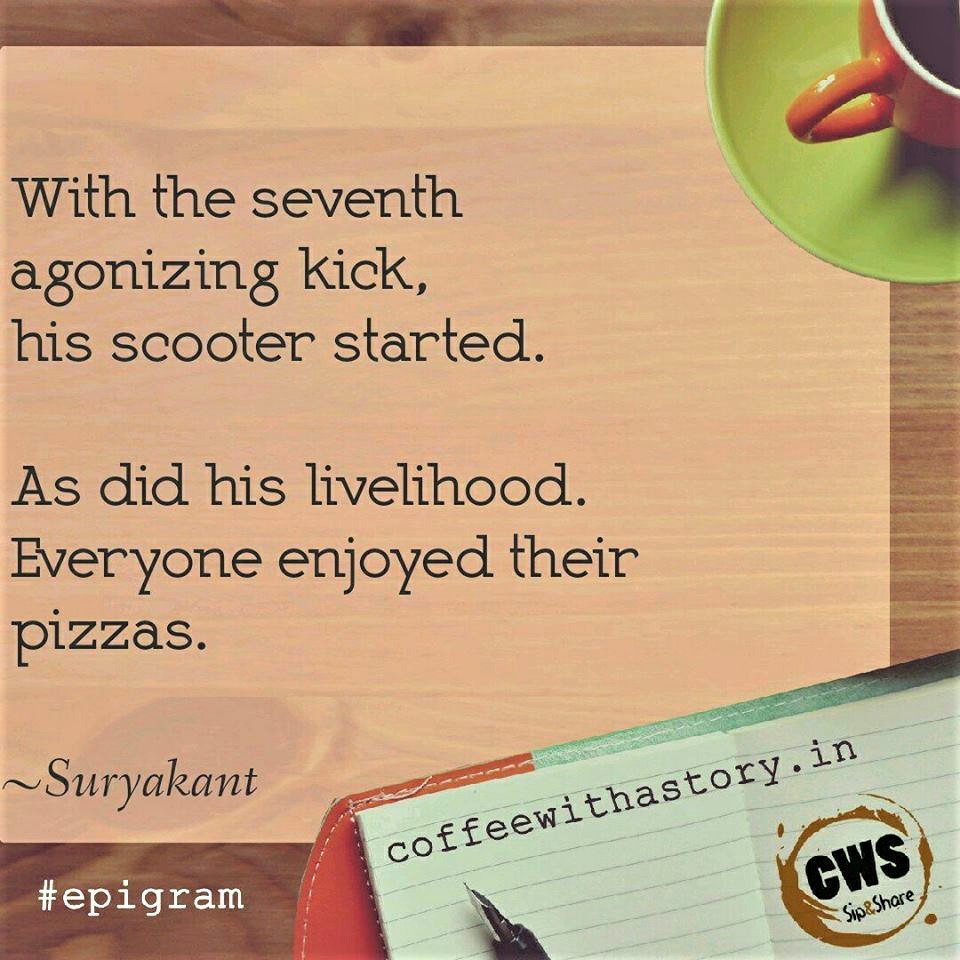 With the seventh
agonizing kick,
his scooter started.
As did his livelihood.
Everyone enjoyed their
pizzas.
~Suryakant
coffeewithastory.in
#epigram
CWS
Sip&Share